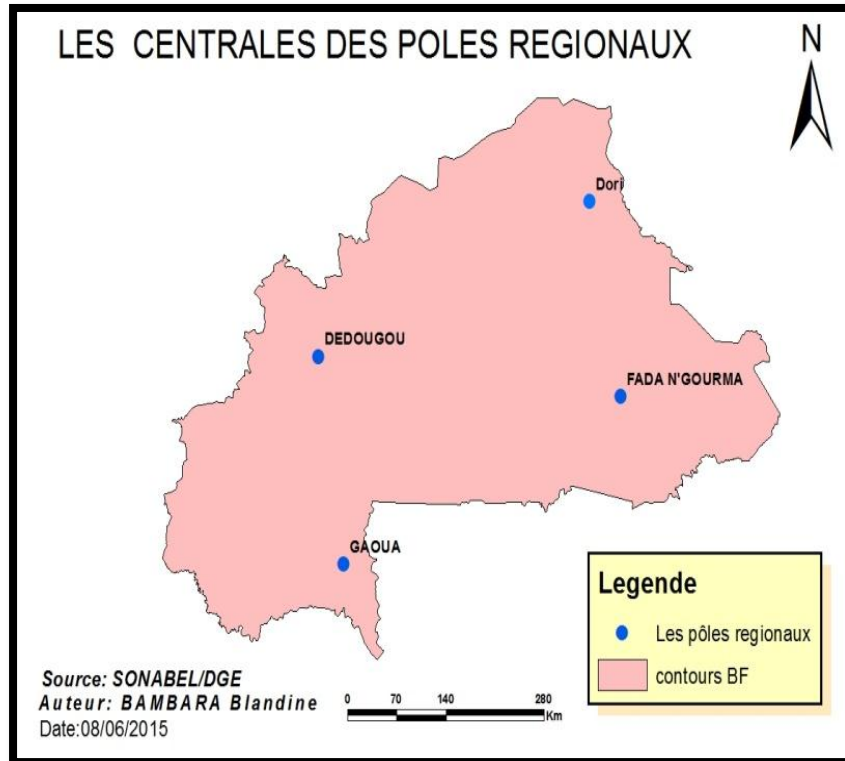 LES CENTRALES DES POLES REGIONAUX
N
Dori
DEDOUGOU
FADA N'GOURMA
GAOUA
Legende
Les pôles regionaux
contours BF
Source: SONABEL/DGE
Auteur: BAMBARA Blandine
Date:08/06/2015
0 70 140 280
Km